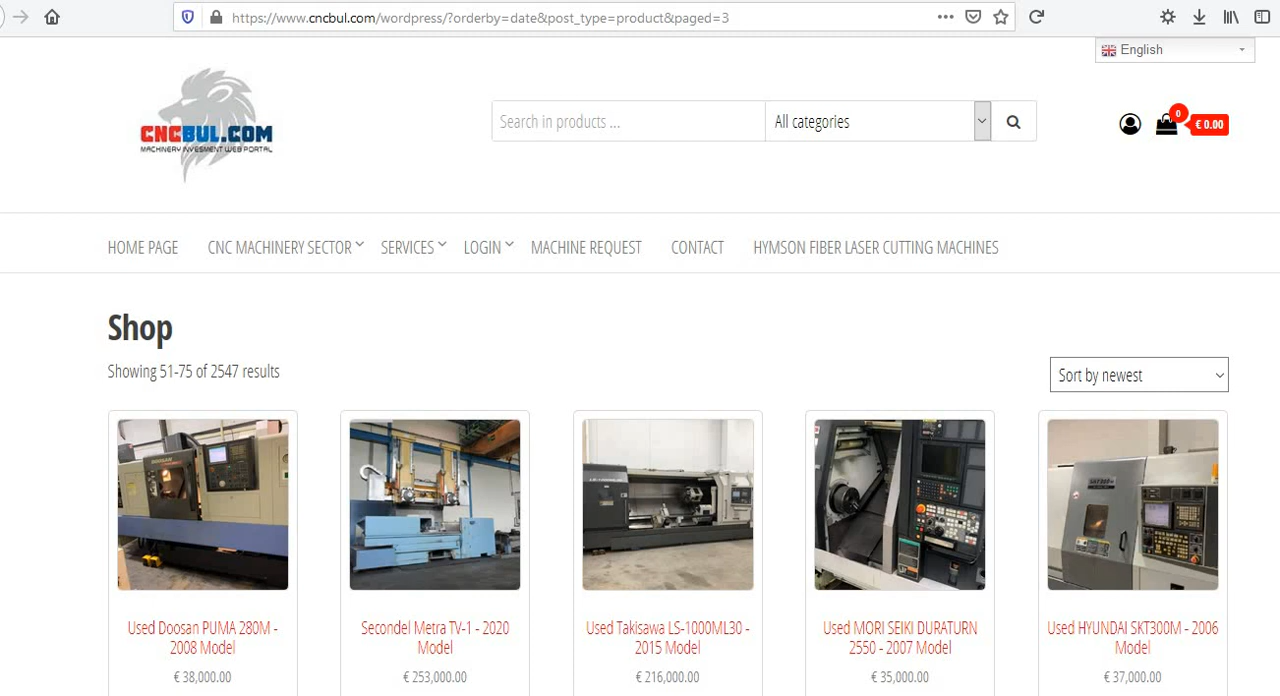 https://www.cncbul.com/wordpress/?orderby=date&post_type=product&paged=3
English
CNCBUL.COM
MACHINERY INVESMENT WEB PORTAL
Search in products ...
All categories
0
€ 0.00
HOME PAGE
CNC MACHINERY SECTOR
SERVICES
LOGIN
MACHINE REQUEST
CONTACT
HYMSON FIBER LASER CUTTING MACHINES
Shop
Showing 51-75 of 2547 results
Sort by newest
Used Doosan PUMA 280M -
2008 Model
€ 38,000.00
Secondel Metra TV-1 - 2020
Model
€ 253,000.00
Used Takisawa LS-1000ML30 -
2015 Model
€ 216,000.00
Used MORI SEIKI DURATURN
2550 - 2007 Model
€ 35,000.00
Used HYUNDAI SKT300M - 2006
Model
€ 37,000.00